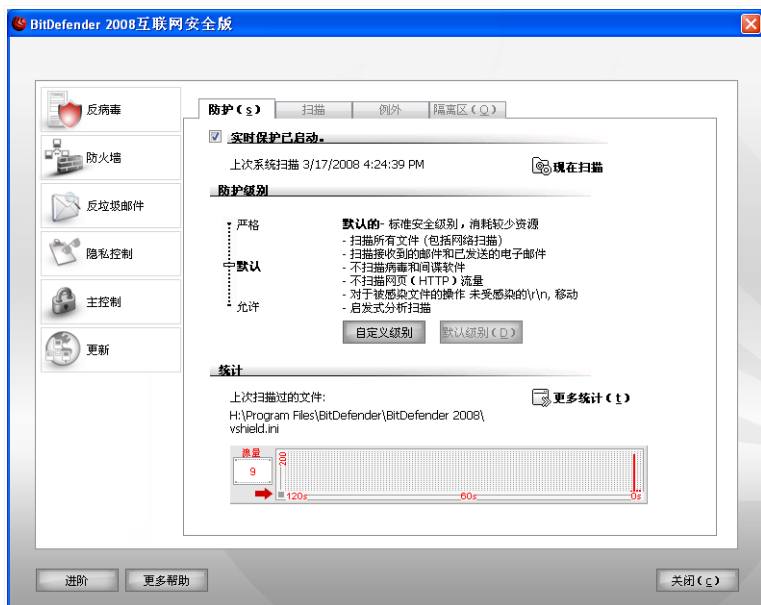 BitDefender 2008互联网安全版
反病毒
防火墙
反垃圾邮件
隐私控制
主控制
更新
防护(s) 扫描 例外 隔离区(Q)
实时保护已启动。
上次系统扫描 3/17/2008 4:24:39 PM 现在扫描
防护级别
严格
默认
允许
默认的- 标准安全级别，消耗较少资源
- 扫描所有文件 (包括网络扫描)
- 扫描接收到的邮件和已发送的电子邮件
- 不扫描病毒和间谍软件
- 不扫描网页(HTTP)流量
- 对于被感染文件的操作 未受感染的\r\n, 移动
- 启发式分析扫描
自定义级别 默认级别(D)
统计
上次扫描过的文件: 更多统计(t)
H:\Program Files\BitDefender\BitDefender 2008\
vshield.ini
流量
9
200
120s 60s 0s
进阶 更多帮助 关闭(c)